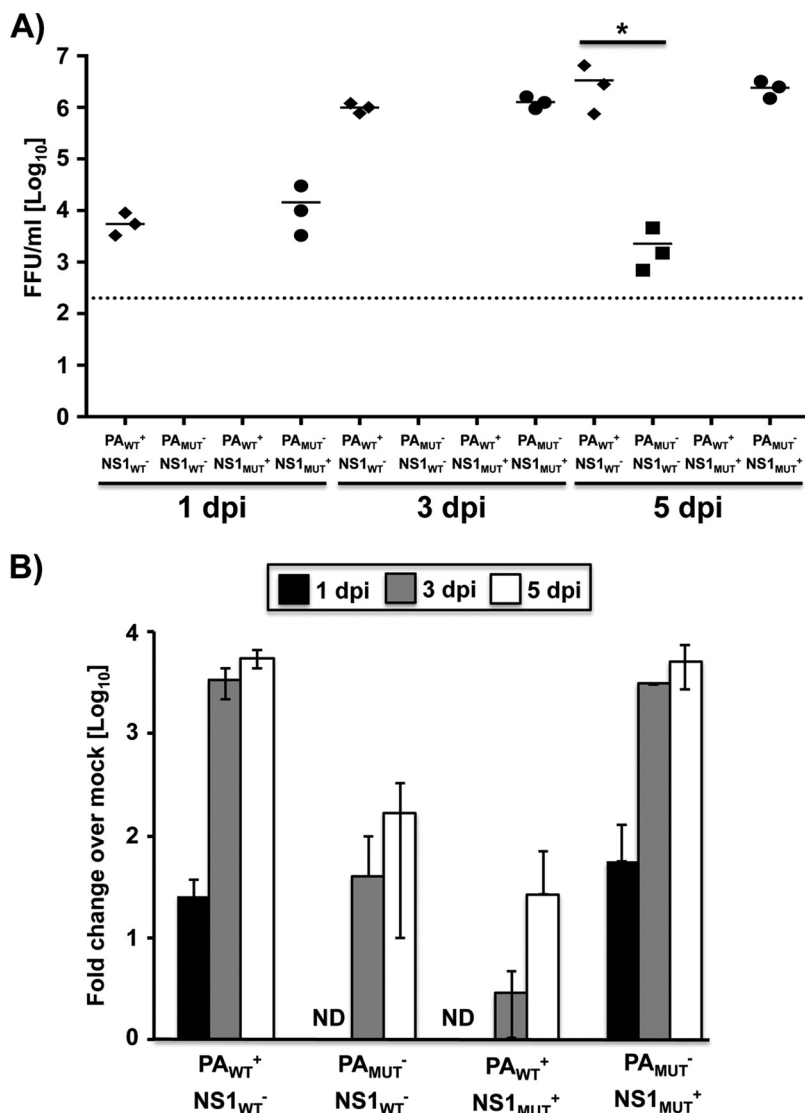 A)
*
FFU/ml [Log10]
7
6
5
4
3
2
1
0
PAWT+ PAMUT- PAWT+ PAMUT- PAWT+ PAMUT- PAWT+ PAMUT- PAWT+ PAMUT- PAWT+ PAMUT-
NS1WT- NS1WT- NS1MUT+ NS1MUT+ NS1WT- NS1WT- NS1MUT+ NS1MUT+ NS1WT- NS1WT- NS1MUT+ NS1MUT+
1 dpi 3 dpi 5 dpi
B)
1 dpi 3 dpi 5 dpi
Fold change over mock [Log10]
4
3
2
1
0
ND ND
PAWT+ PAMUT- PAWT+ PAMUT-
NS1WT- NS1WT- NS1MUT+ NS1MUT+